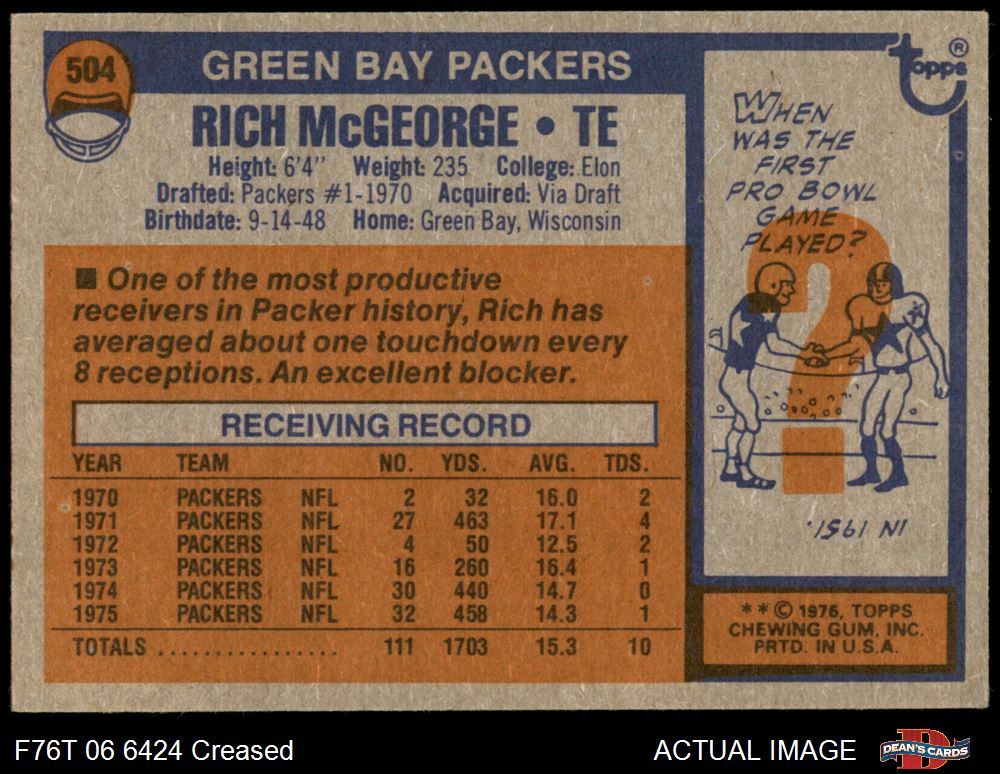 504
GREEN BAY PACKERS
RICH McGEORGE • TE
Height: 6'4" Weight: 235 College: Elon
Drafted: Packers #1-1970 Acquired: Via Draft
Birthdate: 9-14-48 Home: Green Bay, Wisconsin
■ One of the most productive
receivers in Packer history, Rich has
averaged about one touchdown every
8 receptions. An excellent blocker.
RECEIVING RECORD
YEAR TEAM NO. YDS. AVG. TDS.
1970 PACKERS NFL 2 32 16.0 2
1971 PACKERS NFL 27 463 17.1 4
1972 PACKERS NFL 4 50 12.5 2
1973 PACKERS NFL 16 260 16.4 1
1974 PACKERS NFL 30 440 14.7 0
1975 PACKERS NFL 32 458 14.3 1
TOTALS ................ 111 1703 15.3 10
Topps ®
WHEN
WAS THE
FIRST
PRO BOWL
GAME
PLAYED?
?
IN 1951.
**© 1976, TOPPS
CHEWING GUM, INC.
PRTD. IN U.S.A.
F76T 06 6424 Creased
ACTUAL IMAGE
DEAN'S CARDS